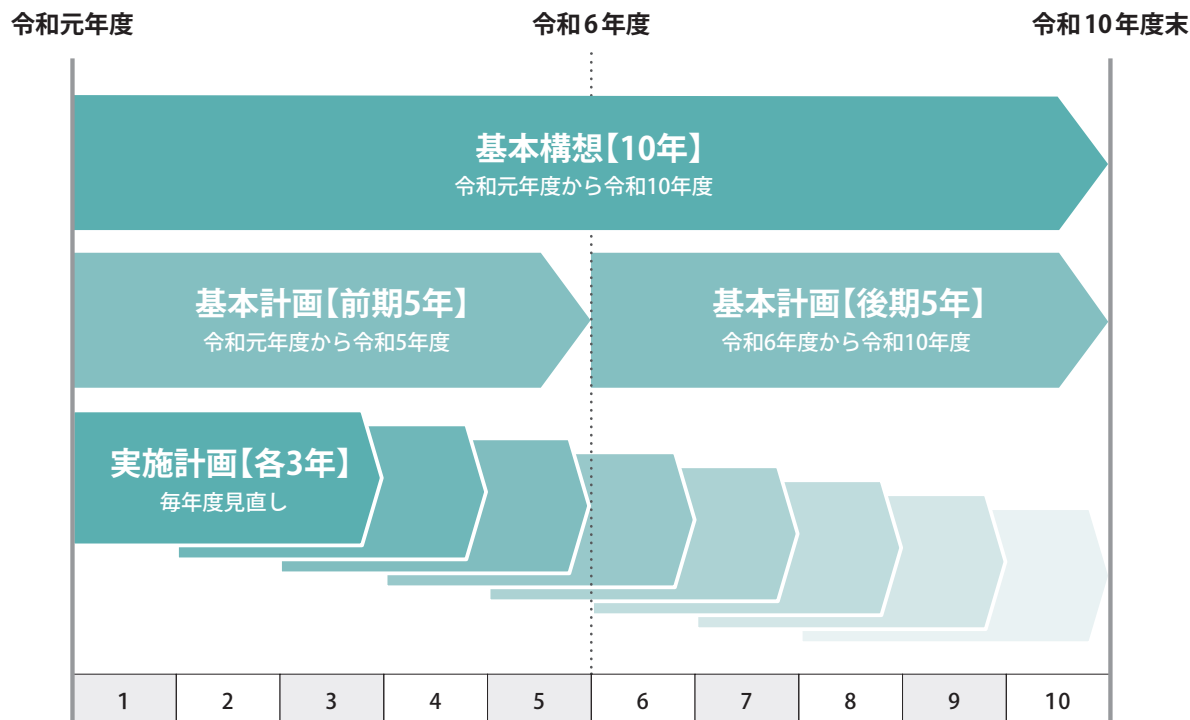 令和元年度
令和6年度
令和10年度末
基本構想【10年】
令和元年度から令和10年度
基本計画【前期5年】
令和元年度から令和5年度
基本計画【後期5年】
令和6年度から令和10年度
実施計画【各3年】
毎年度見直し
1 2 3 4 5 6 7 8 9 10